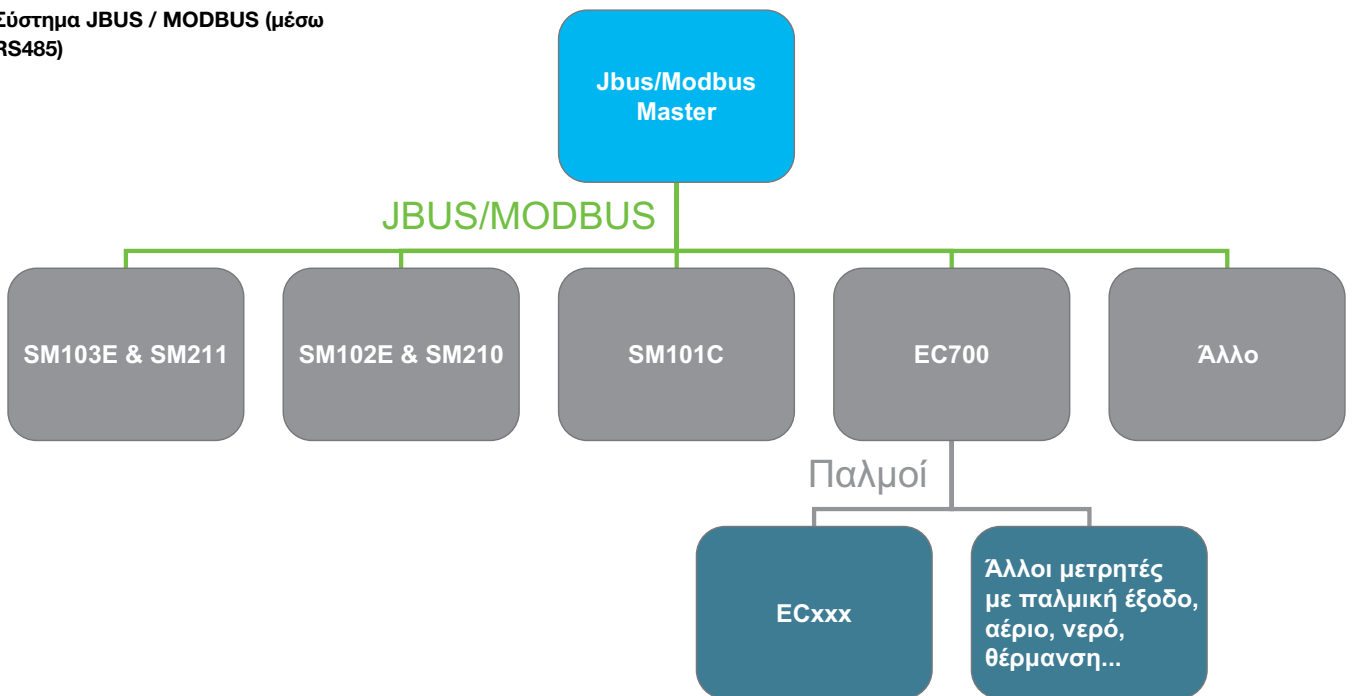 Σύστημα JBUS / MODBUS (μέσω
RS485)
Jbus/Modbus
Master
JBUS/MODBUS
SM103E & SM211
SM102E & SM210
SM101C
EC700
Άλλο
Παλμοί
ECxxx
Άλλοι μετρητές
με παλμική έξοδο,
αέριο, νερό,
θέρμανση...